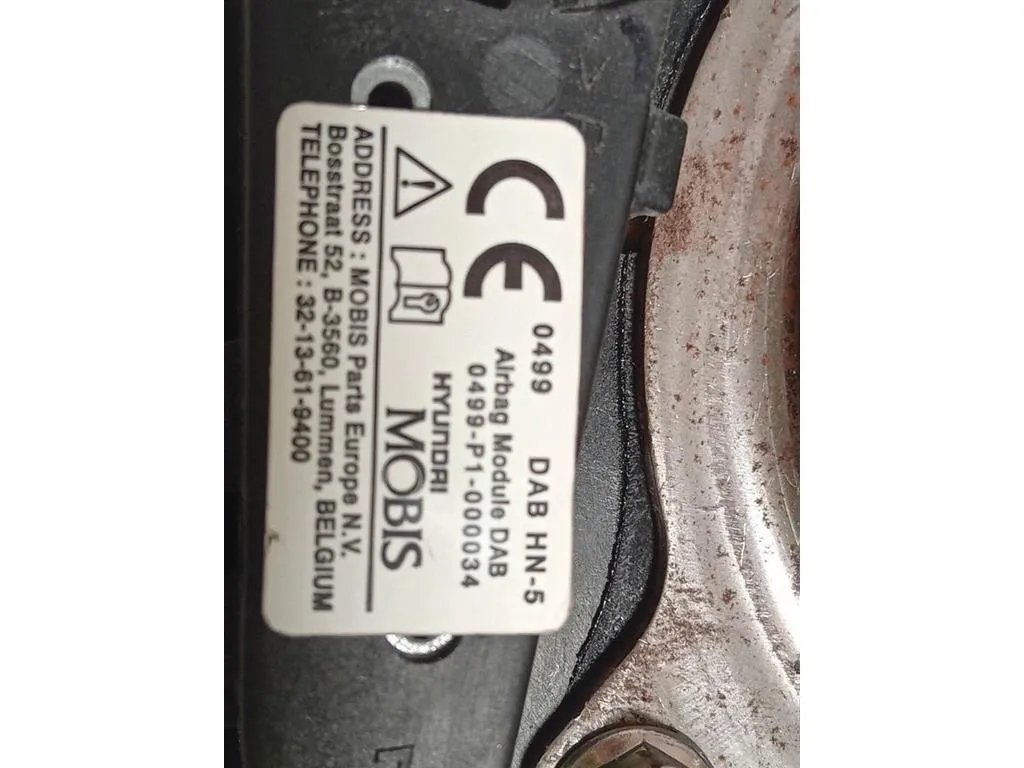 CE 0499 DAB HN-5
Airbag Module DAB
0499-P1-000034
HYUNDAI
MOBIS
ADDRESS : MOBIS Parts Europe N.V.
Bosstraat 52, B-3560, Lummen, BELGIUM
TELEPHONE : 32-13-61-9400